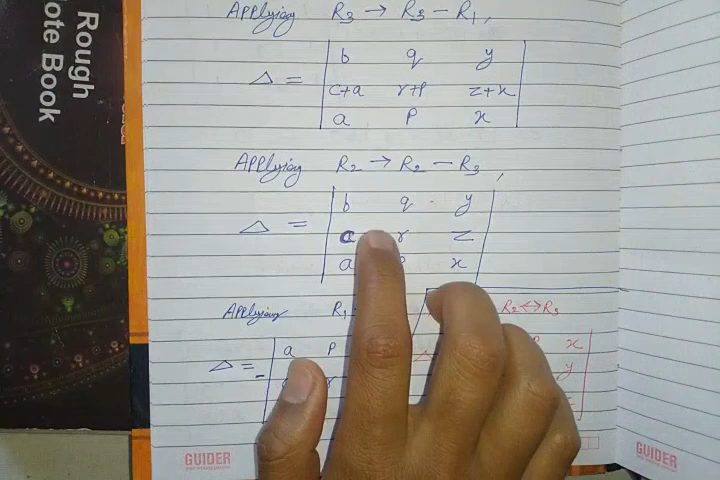 Rough
ote Book
Applying R₃ → R₃ − R₁,
Δ = | b q y |
| c+a r+p z+x |
| a p x |
Applying R₂ → R₂ − R₃,
Δ = | b q y |
| c r z |
| a p x |
Applying R₁
R₂ ↔ R₃
Δ = - | a p
x
y
GUIDER
GUIDER